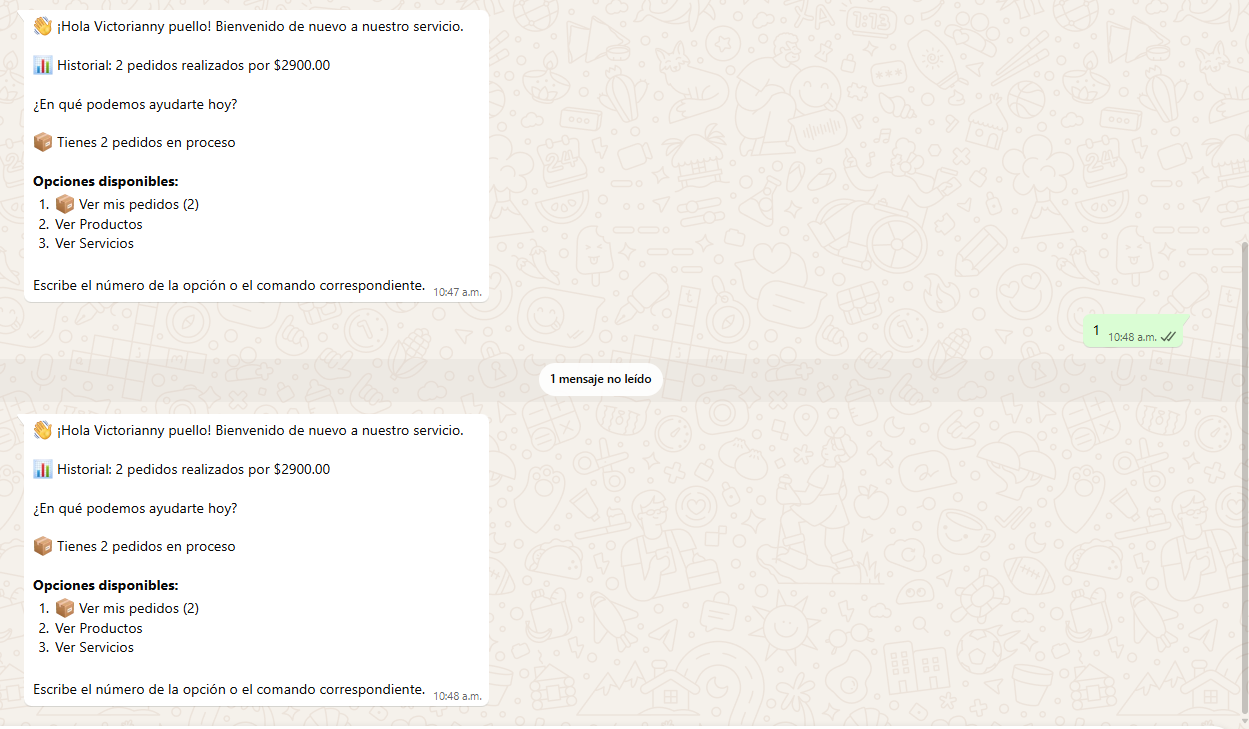 👋 ¡Hola Victorianny puello! Bienvenido de nuevo a nuestro servicio.
📊 Historial: 2 pedidos realizados por $2900.00
¿En qué podemos ayudarte hoy?
📦 Tienes 2 pedidos en proceso
Opciones disponibles:
1. 📦 Ver mis pedidos (2)
2. Ver Productos
3. Ver Servicios
Escribe el número de la opción o el comando correspondiente. 10:47 a.m.
1 10:48 a.m.
1 mensaje no leído
👋 ¡Hola Victorianny puello! Bienvenido de nuevo a nuestro servicio.
📊 Historial: 2 pedidos realizados por $2900.00
¿En qué podemos ayudarte hoy?
📦 Tienes 2 pedidos en proceso
Opciones disponibles:
1. 📦 Ver mis pedidos (2)
2. Ver Productos
3. Ver Servicios
Escribe el número de la opción o el comando correspondiente. 10:48 a.m.